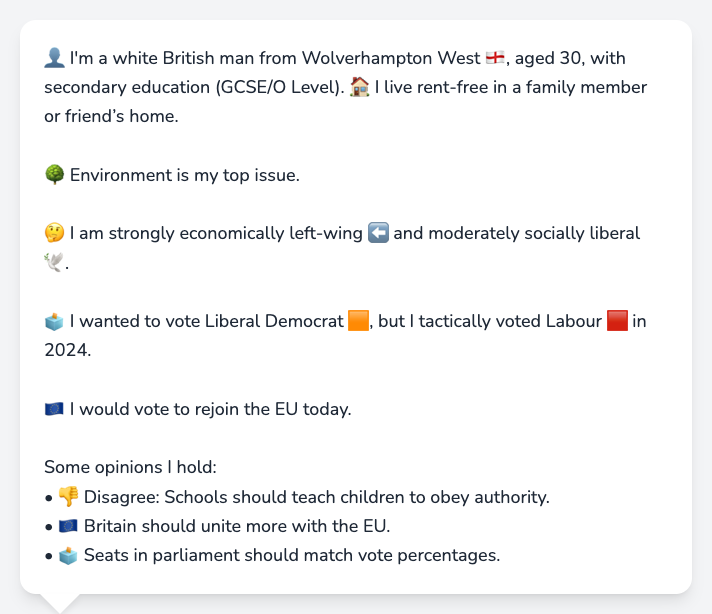 👤 I'm a white British man from Wolverhampton West 🏴󠁧󠁢󠁥󠁮󠁧󠁿, aged 30, with
secondary education (GCSE/O Level). 🏠 I live rent-free in a family member
or friend’s home.
🌳 Environment is my top issue.
🤔 I am strongly economically left-wing ⬅️ and moderately socially liberal
🕊️.
🗳️ I wanted to vote Liberal Democrat 🟧, but I tactically voted Labour 🟥 in
2024.
🇪🇺 I would vote to rejoin the EU today.
Some opinions I hold:
• 👎 Disagree: Schools should teach children to obey authority.
• 🇪🇺 Britain should unite more with the EU.
• 🗳️ Seats in parliament should match vote percentages.